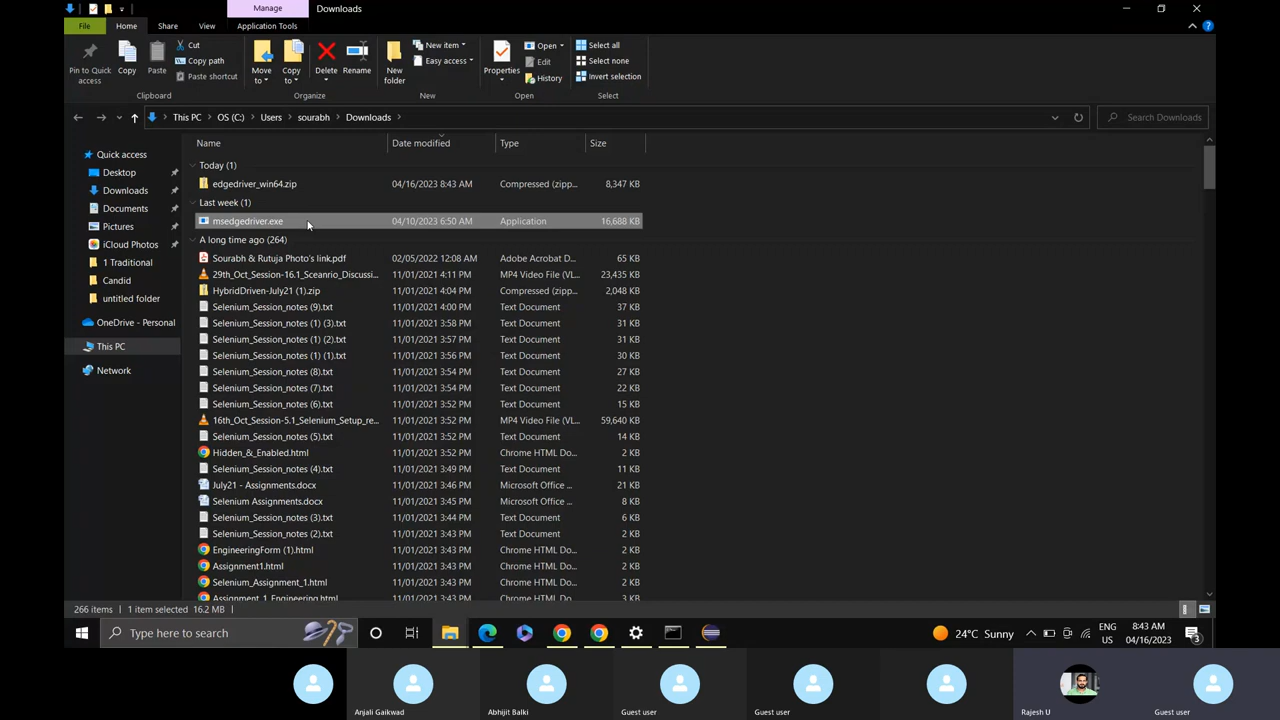 Manage
Downloads
File
Home
Share
View
Application Tools
Pin to Quick access
Copy
Paste
Cut
Copy path
Paste shortcut
Clipboard
Move to
Copy to
Delete
Rename
Organize
New folder
New item
Easy access
New
Properties
Open
Edit
History
Open
Select all
Select none
Invert selection
Select
This PC
OS (C:)
Users
sourabh
Downloads
Search Downloads
Quick access
Desktop
Downloads
Documents
Pictures
iCloud Photos
1 Traditional
Candid
untitled folder
OneDrive - Personal
This PC
Network
Name Date modified Type Size
Today (1)
edgedriver_win64.zip 04/16/2023 8:43 AM Compressed (zipp... 8,347 KB
Last week (1)
msedgedriver.exe 04/10/2023 6:50 AM Application 16,688 KB
A long time ago (264)
Sourabh & Rutuja Photo's link.pdf 02/05/2022 12:08 AM Adobe Acrobat D... 65 KB
29th_Oct_Session-16.1_Sceanrio_Discussi... 11/01/2021 4:11 PM MP4 Video File (VL... 23,435 KB
HybridDriven-July21 (1).zip 11/01/2021 4:04 PM Compressed (zipp... 2,048 KB
Selenium_Session_notes (9).txt 11/01/2021 4:00 PM Text Document 37 KB
Selenium_Session_notes (1) (3).txt 11/01/2021 3:58 PM Text Document 31 KB
Selenium_Session_notes (1) (2).txt 11/01/2021 3:57 PM Text Document 31 KB
Selenium_Session_notes (1) (1).txt 11/01/2021 3:56 PM Text Document 30 KB
Selenium_Session_notes (8).txt 11/01/2021 3:54 PM Text Document 27 KB
Selenium_Session_notes (7).txt 11/01/2021 3:54 PM Text Document 22 KB
Selenium_Session_notes (6).txt 11/01/2021 3:52 PM Text Document 15 KB
16th_Oct_Session-5.1_Selenium_Setup_re... 11/01/2021 3:52 PM MP4 Video File (VL... 59,640 KB
Selenium_Session_notes (5).txt 11/01/2021 3:52 PM Text Document 14 KB
Hidden_&_Enabled.html 11/01/2021 3:52 PM Chrome HTML Do... 2 KB
Selenium_Session_notes (4).txt 11/01/2021 3:49 PM Text Document 11 KB
July21 - Assignments.docx 11/01/2021 3:46 PM Microsoft Office ... 21 KB
Selenium Assignments.docx 11/01/2021 3:45 PM Microsoft Office ... 8 KB
Selenium_Session_notes (3).txt 11/01/2021 3:44 PM Text Document 6 KB
Selenium_Session_notes (2).txt 11/01/2021 3:43 PM Text Document
EngineeringForm (1).html 11/01/2021 3:43 PM Chrome HTML Do... 2 KB
Assignment1.html 11/01/2021 3:43 PM Chrome HTML Do... 2 KB
Selenium_Assignment_1.html 11/01/2021 3:43 PM Chrome HTML Do... 2 KB
Assignment_1_Engineering.html 11/01/2021 3:43 PM Chrome HTML Do... 3 KB
266 items 1 item selected 16.2 MB
Type here to search
24°C Sunny
ENG
US
8:43 AM
04/16/2023
3
Anjali Gaikwad
Abhijit Balki
Guest user
Guest user
Rajesh U
Guest user